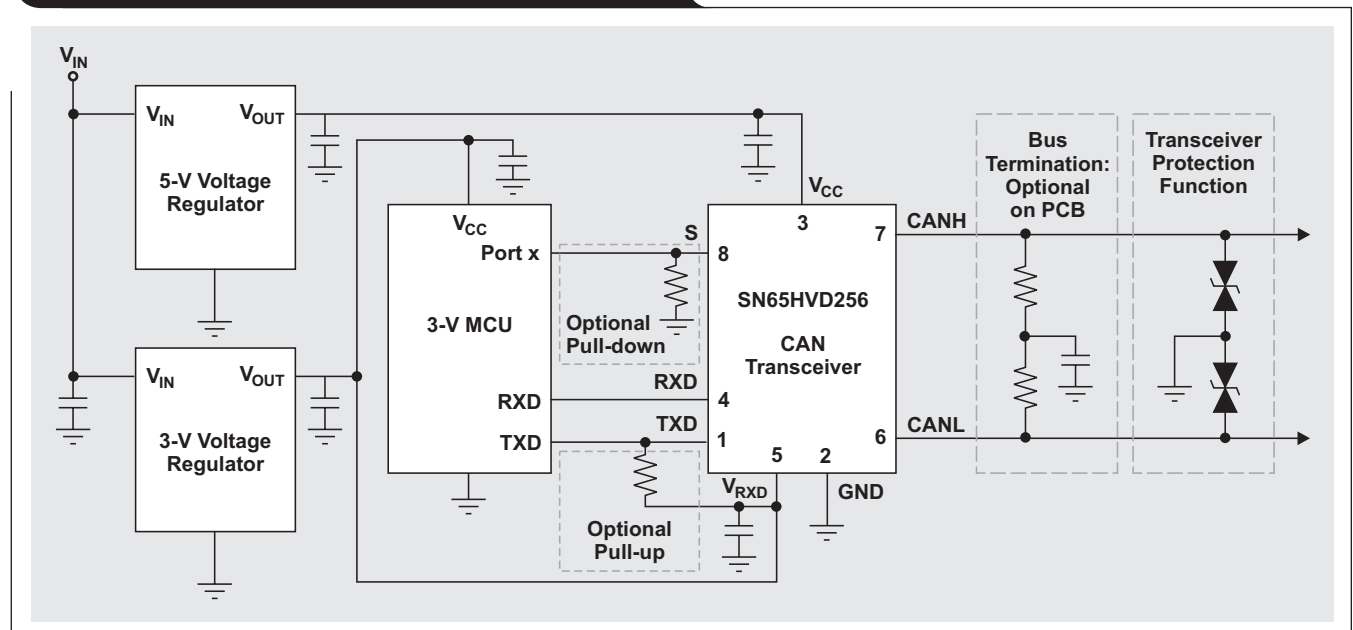 VIN
VIN
VOUT
5-V Voltage
Regulator
VIN
VOUT
3-V Voltage
Regulator
VCC
Port x
3-V MCU
RXD
TXD
S
Optional
Pull-down
RXD
TXD
Optional
Pull-up
VRXD
VCC
3
8
7
SN65HVD256
CAN
Transceiver
4
1
6
5
2
GND
CANH
CANL
Bus
Termination:
Optional
on PCB
Transceiver
Protection
Function